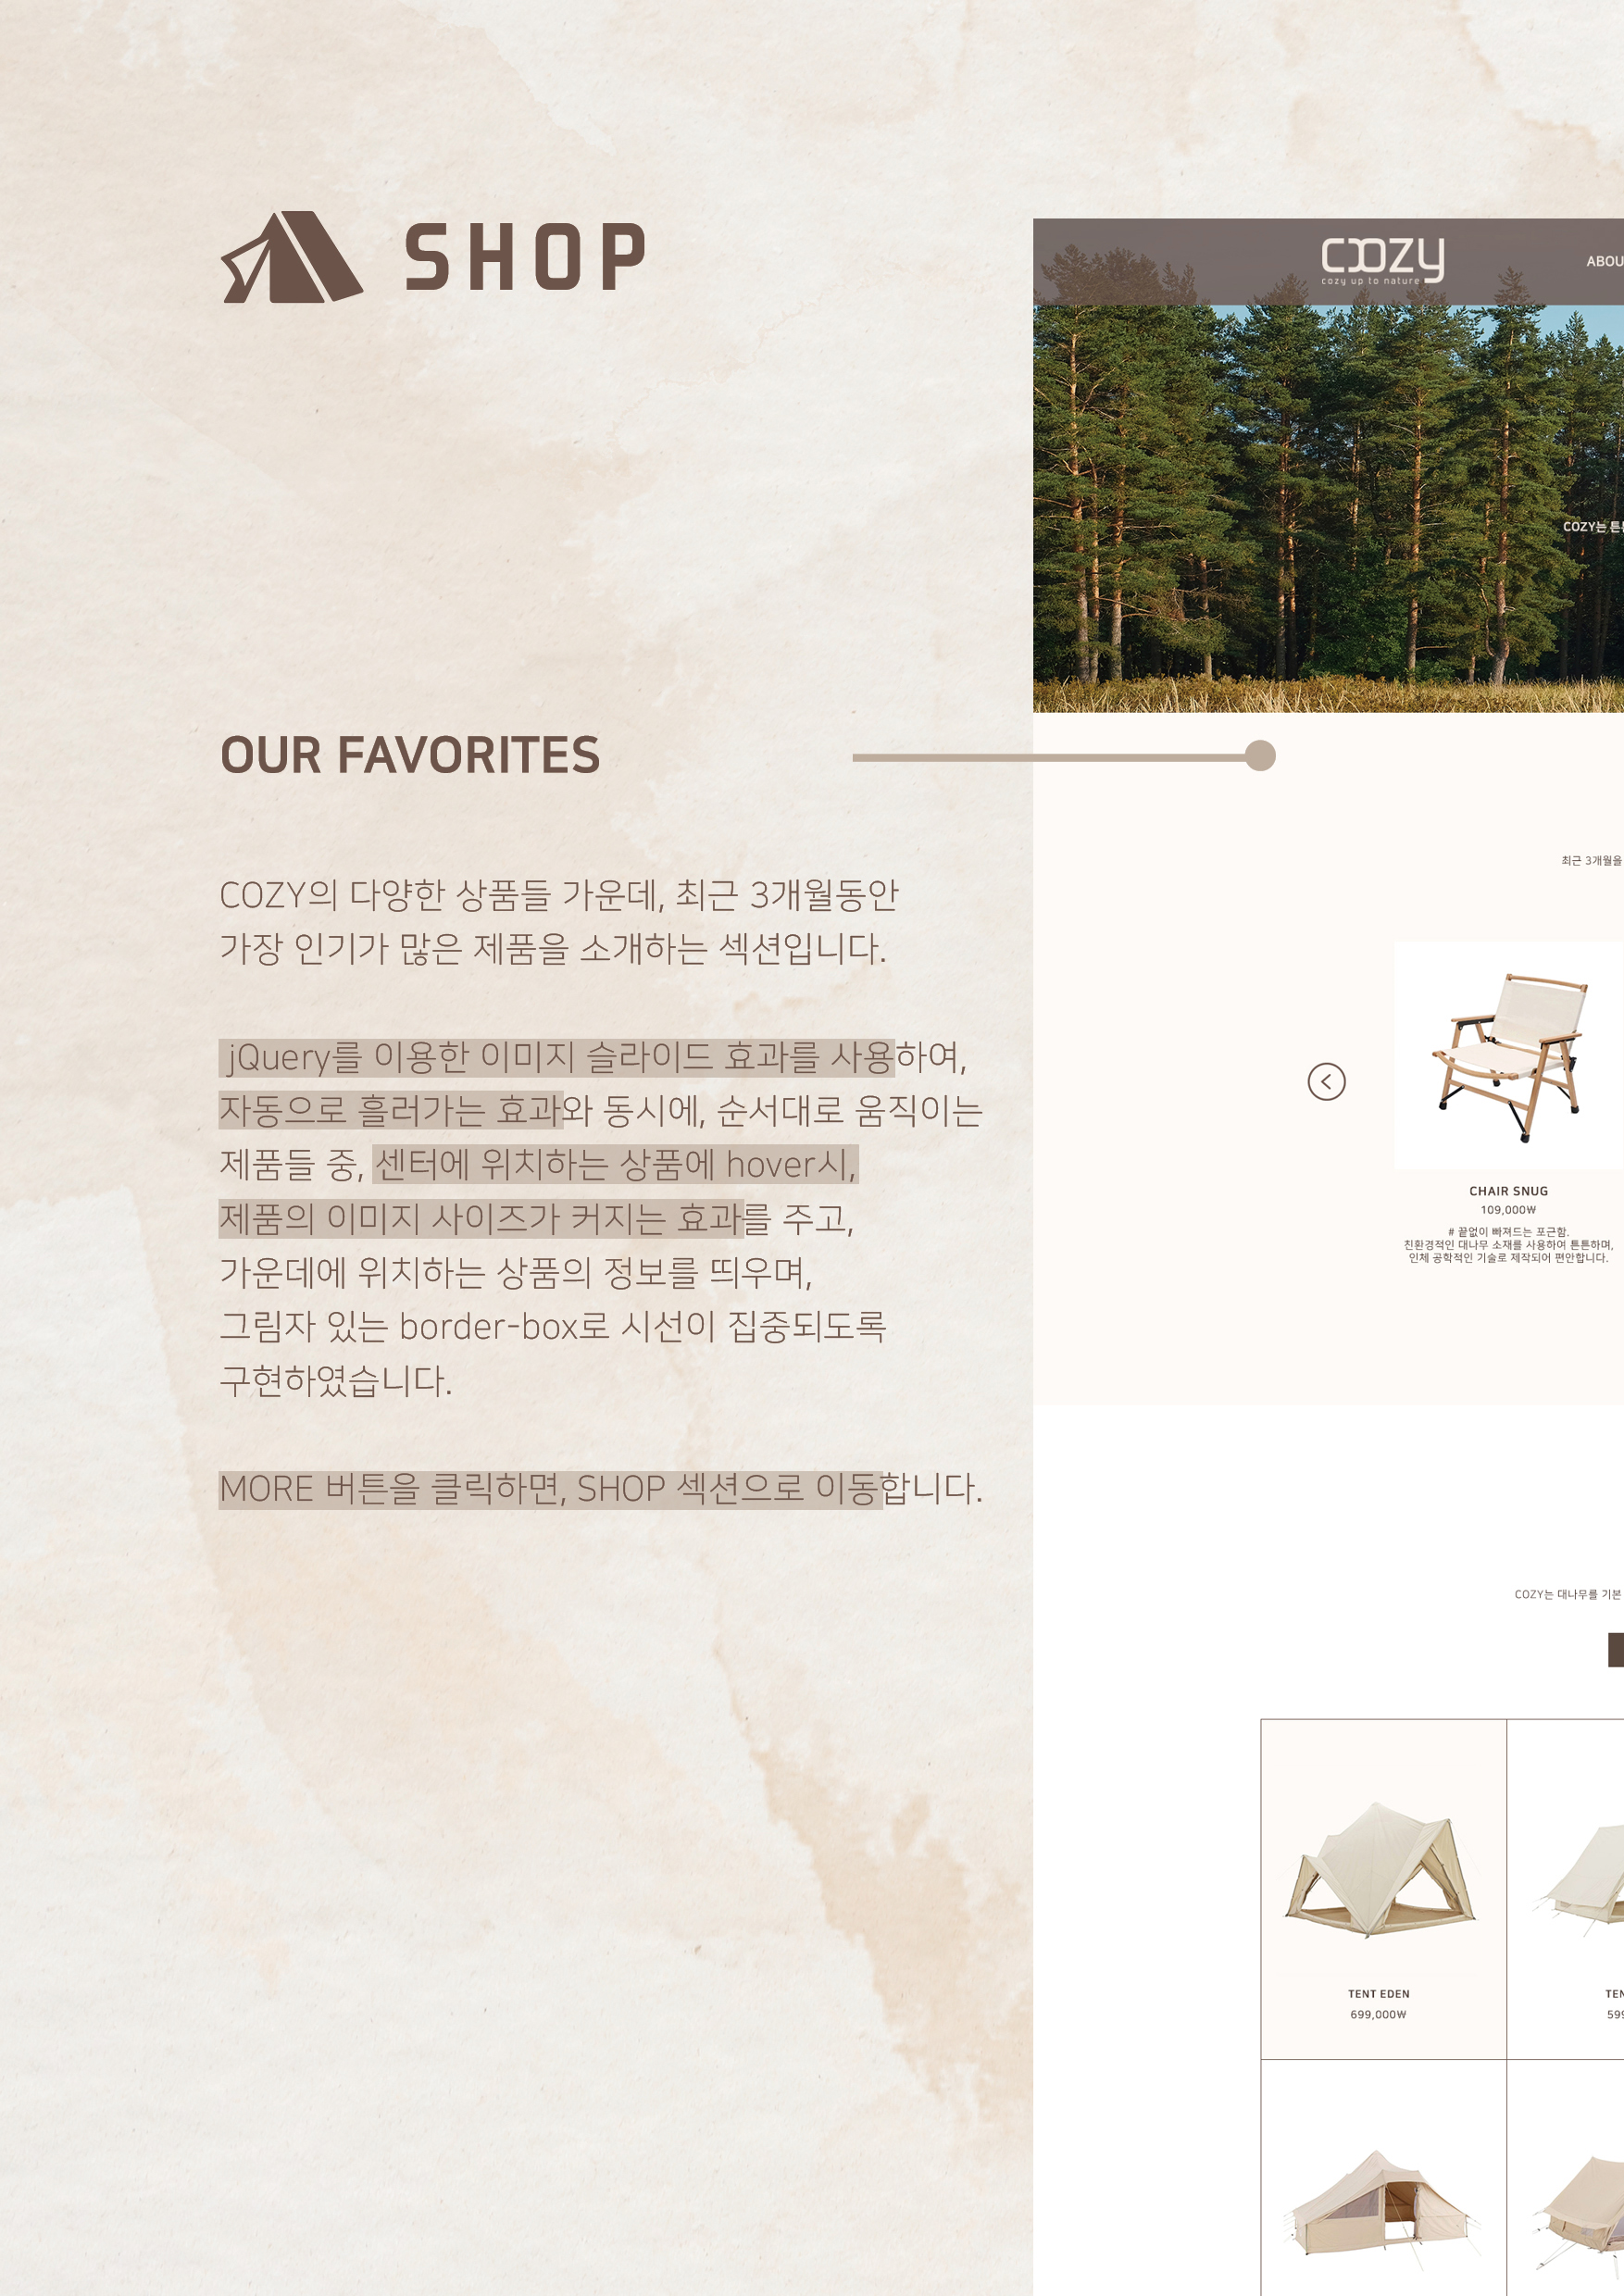 SHOP
OUR FAVORITES
COZY의 다양한 상품들 가운데, 최근 3개월동안
가장 인기가 많은 제품을 소개하는 섹션입니다.
jQuery를 이용한 이미지 슬라이드 효과를 사용하여,
자동으로 흘러가는 효과와 동시에, 순서대로 움직이는
제품들 중, 센터에 위치하는 상품에 hover시,
제품의 이미지 사이즈가 커지는 효과를 주고,
가운데에 위치하는 상품의 정보를 띄우며,
그림자 있는 border-box로 시선이 집중되도록
구현하였습니다.
MORE 버튼을 클릭하면, SHOP 섹션으로 이동합니다.
cozy
cozy up to nature
ABOU
COZY는 튼
최근 3개월을
CHAIR SNUG
109,000₩
# 끝없이 빠져드는 포근함.
친환경적인 대나무 소재를 사용하여 튼튼하며,
인체 공학적인 기술로 제작되어 편안합니다.
COZY는 대나무를 기본
TENT EDEN
699,000₩
TEN
599